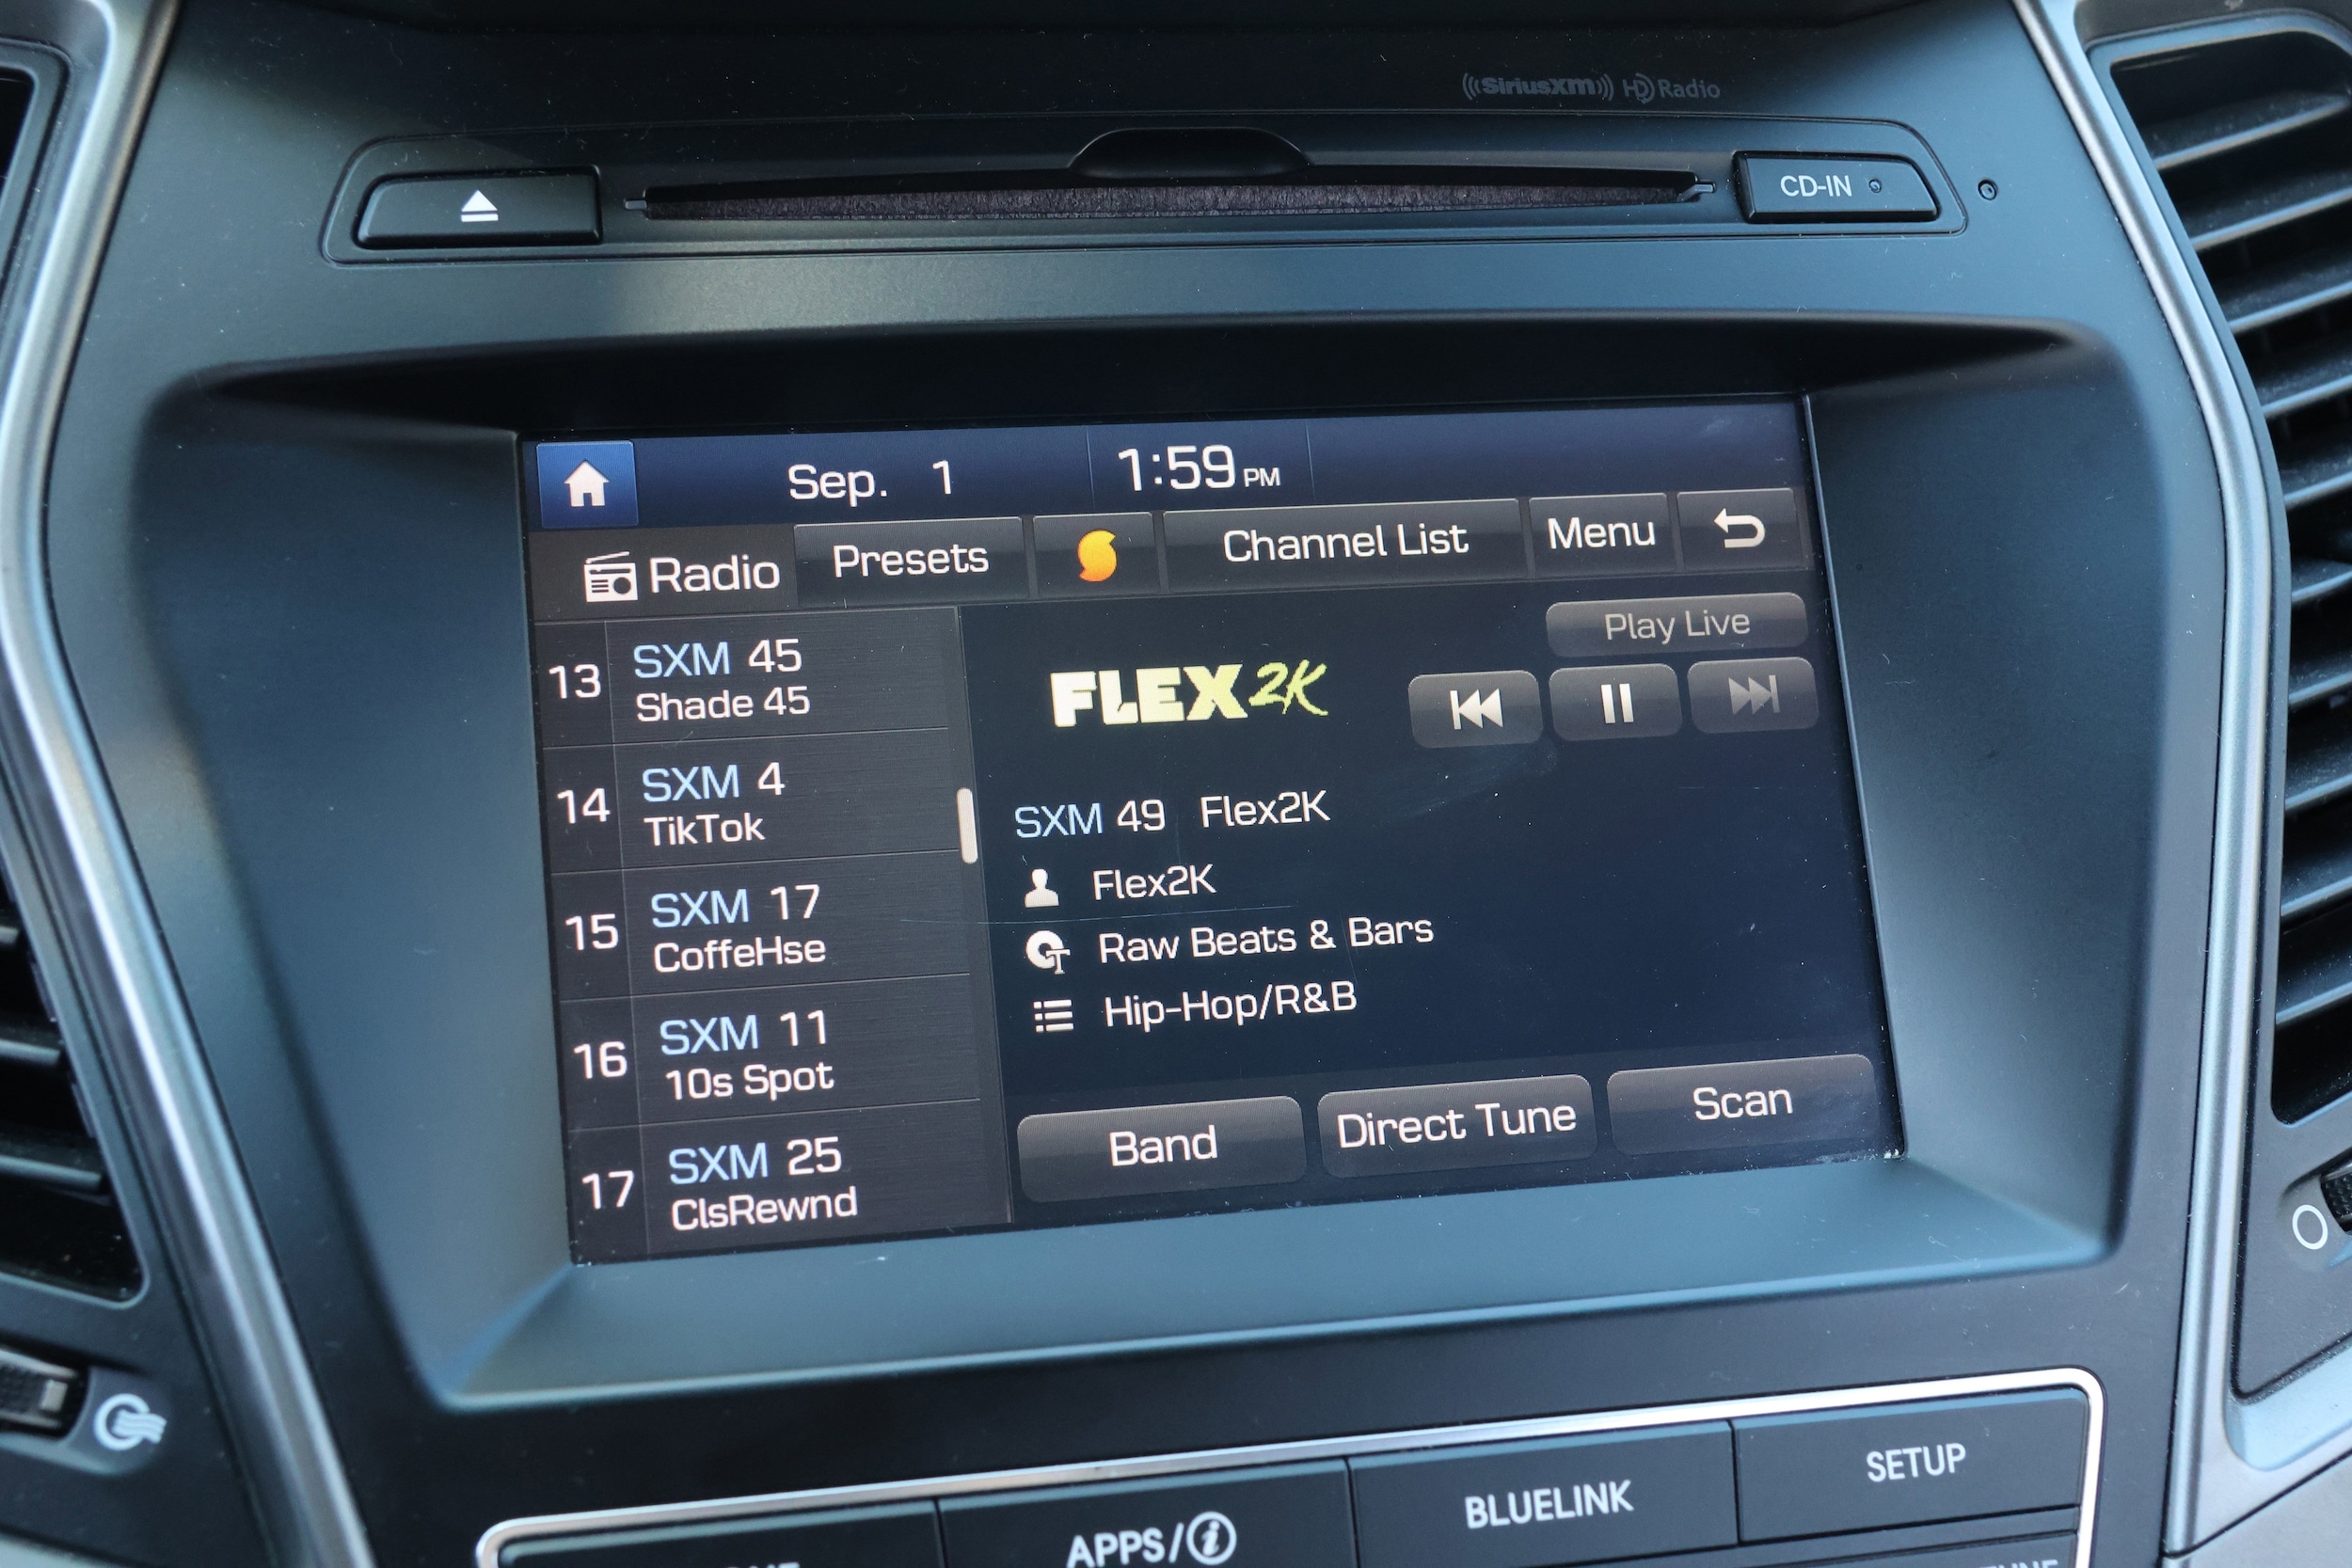 SiriusXM HD Radio
CD-IN
Sep. 1 1:59 PM
Radio Presets Channel List Menu
Play Live
13 SXM 45
Shade 45
14 SXM 4
TikTok
15 SXM 17
CoffeHse
16 SXM 11
10s Spot
17 SXM 25
ClsRewnd
FLEX 2K
SXM 49 Flex2K
Flex2K
Raw Beats & Bars
Hip-Hop/R&B
Band Direct Tune Scan
APPS/i BLUELINK SETUP